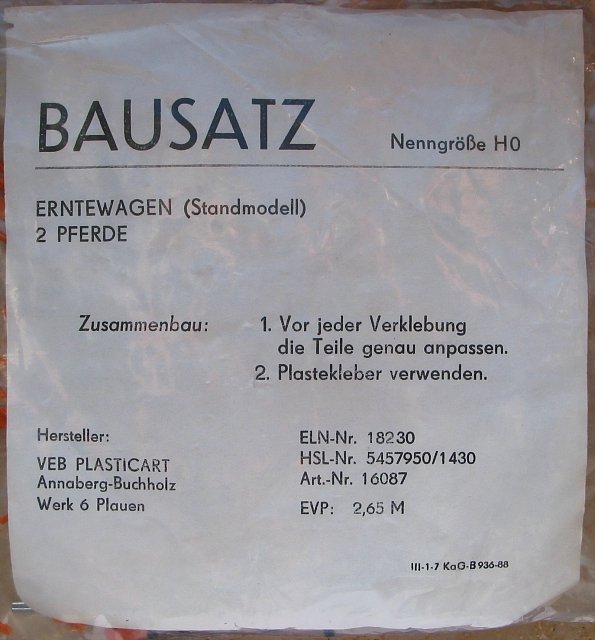 BAUSATZ
Nenngröße H0
ERNTEWAGEN (Standmodell)
2 PFERDE
Zusammenbau: 1. Vor jeder Verklebung
die Teile genau anpassen.
2. Plastekleber verwenden.
Hersteller:
VEB PLASTICART
Annaberg-Buchholz
Werk 6 Plauen
ELN-Nr. 18230
HSL-Nr. 5457950/1430
Art.-Nr. 16087
EVP: 2,65 M
III-1-7 KaG-B 936-88